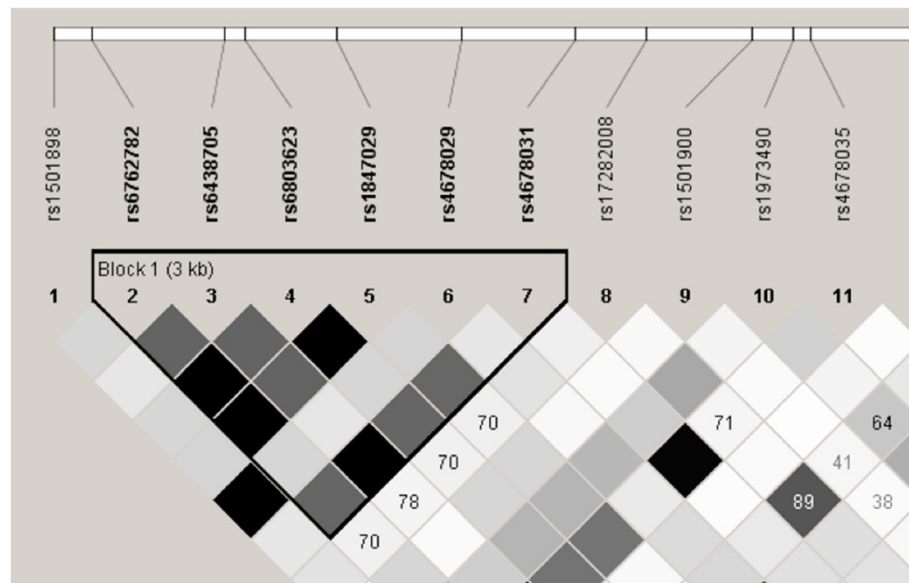 rs1501898
rs6762782
rs6438705
rs6803623
rs1847029
rs4678029
rs4678031
rs17282008
rs1501900
rs1973490
rs4678035
Block 1 (3 kb)
1 2 3 4 5 6 7 8 9 10 11
70 71 64
70 41
78 89 38
70